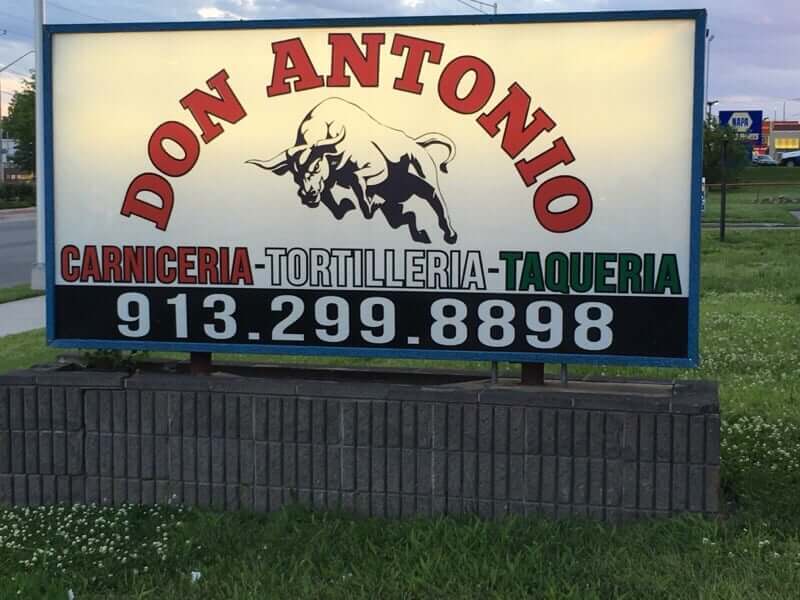 DON ANTONIO
CARNICERIA-TORTILLERIA-TAQUERIA
913.299.8898
NAPA